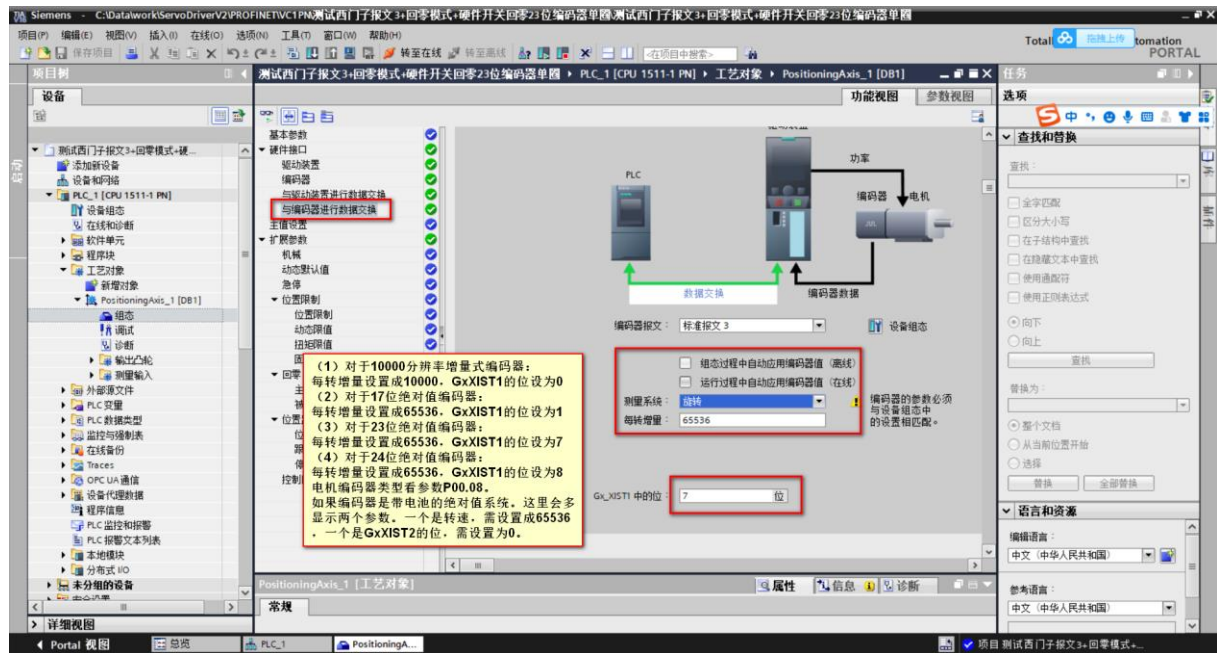 Siemens - C:\Data\work\ServoDriverV2\PROFINET\VC1PN\测试西门子报文3+回零模式+硬件开关回零23位编码器单圈\测试西门子报文3+回零模式+硬件开关回零23位编码器单圈
项目(P) 编辑(E) 视图(V) 插入(I) 在线(O) 选项(N) 工具(T) 窗口(W) 帮助(H)
拖拽上传
保存项目
转至在线
转至离线
<在项目中搜索>
Total
tomation
PORTAL
项目树
测试西门子报文3+回零模式+硬件开关回零23位编码器单圈 ▸ PLC_1 [CPU 1511-1 PN] ▸ 工艺对象 ▸ PositioningAxis_1 [DB1]
任务
设备
功能视图
参数视图
选项
启动
测试西门子报文3+回零模式+硬...
添加新设备
设备和网络
PLC_1 [CPU 1511-1 PN]
设备组态
在线和诊断
软件单元
程序块
工艺对象
新增对象
PositioningAxis_1 [DB1]
组态
调试
诊断
输出凸轮
测量输入
外部源文件
PLC 变量
PLC 数据类型
监控与强制表
在线备份
Traces
OPC UA 通信
设备代理数据
程序信息
PLC 监控和报警
PLC 报警文本列表
本地模块
分布式 I/O
未分组的设备
详细视图
基本参数
硬件接口
驱动装置
编码器
与驱动装置进行数据交换
与编码器进行数据交换
主值设置
扩展参数
机械
动态默认值
急停
位置限制
位置限制
动态限值
扭矩限值
回零
(1)对于10000分辨率增量式编码器:
每转增量设置成10000, GxXIST1的位设为0
(2)对于17位绝对值编码器:
每转增量设置成65536, GxXIST1的位设为1
(3)对于23位绝对值编码器:
每转增量设置成65536, GxXIST1的位设为7
(4)对于24位绝对值编码器:
每转增量设置成65536, GxXIST1的位设为8
电机编码器类型看参数P00.08。
如果编码器是带电池的绝对值系统。这里会多
显示两个参数。一个是转速,需设置成65536
。一个是GxXIST2的位,需设置为0。
PLC
功率
编码器
电机
数据交换
编码器数据
编码器报文:
标准报文 3
设备组态
组态过程中自动应用编码器值(离线)
运行过程中自动应用编码器值(在线)
测量系统:
旋转
每转增量:
65536
编码器的参数必须
与设备组态中
的设置相匹配。
Gx_XIST1 中的位:
7
位
PositioningAxis_1 [工艺对象]
属性
信息
诊断
常规
中
查找和替换
查找:
全字匹配
区分大小写
在子结构中查找
在隐藏文本中查找
使用通配符
使用正则表达式
向下
向上
查找
替换为:
整个文档
从当前位置开始
选择
替换
全部替换
语言和资源
编辑语言:
中文(中华人民共和国)
参考语言:
中文(中华人民共和国)
Portal 视图
总览
PLC_1
PositioningA...
项目 测试西门子报文3+回零模式+...